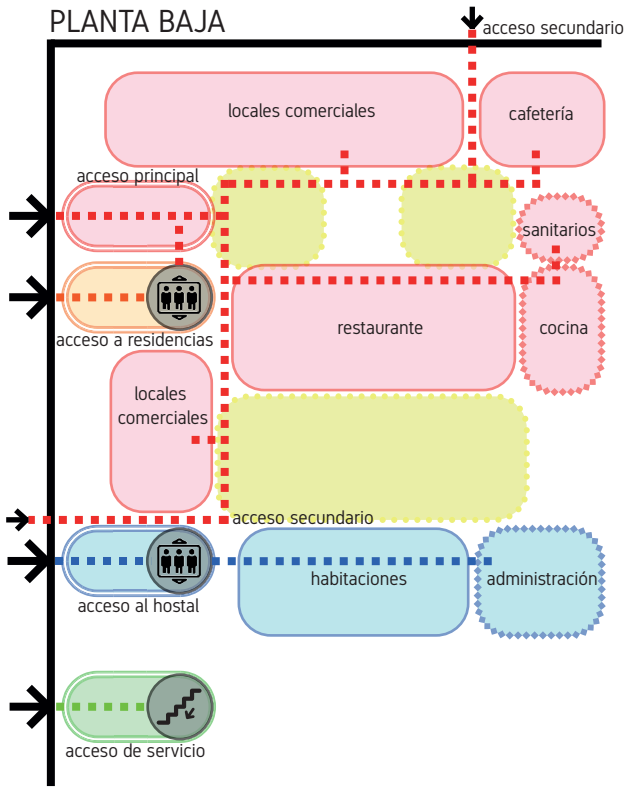 PLANTA BAJA
acceso secundario
locales comerciales
cafetería
acceso principal
sanitarios
restaurante
cocina
acceso a residencias
locales
comerciales
acceso secundario
habitaciones
administración
acceso al hostal
acceso de servicio